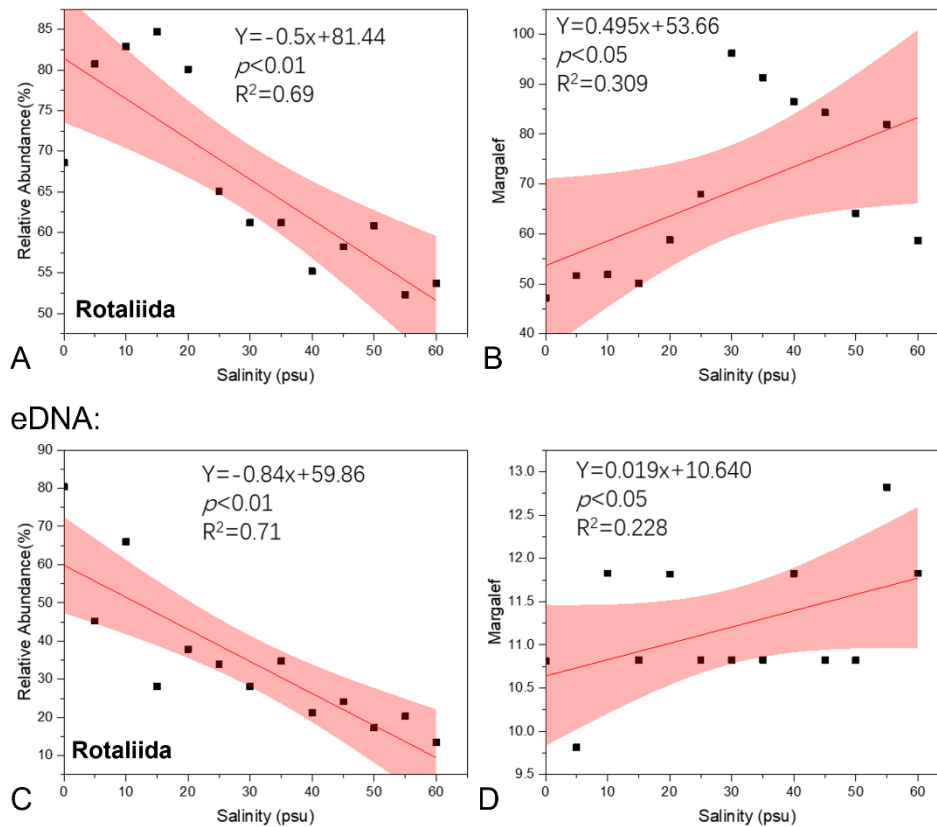 Y=-0.5x+81.44
p<0.01
R²=0.69
Relative Abundance(%)
85
80
75
70
65
60
55
50
Rotaliida
0 10 20 30 40 50 60
Salinity (psu)
A
Y=0.495x+53.66
p<0.05
R²=0.309
Margalef
100
90
80
70
60
50
40
0 10 20 30 40 50 60
Salinity (psu)
B
eDNA:
Y=-0.84x+59.86
p<0.01
R²=0.71
Relative Abundance(%)
90
80
70
60
50
40
30
20
10
Rotaliida
0 10 20 30 40 50 60
Salinity (psu)
C
Y=0.019x+10.640
p<0.05
R²=0.228
Margalef
13.0
12.5
12.0
11.5
11.0
10.5
10.0
9.5
0 10 20 30 40 50 60
Salinity (psu)
D